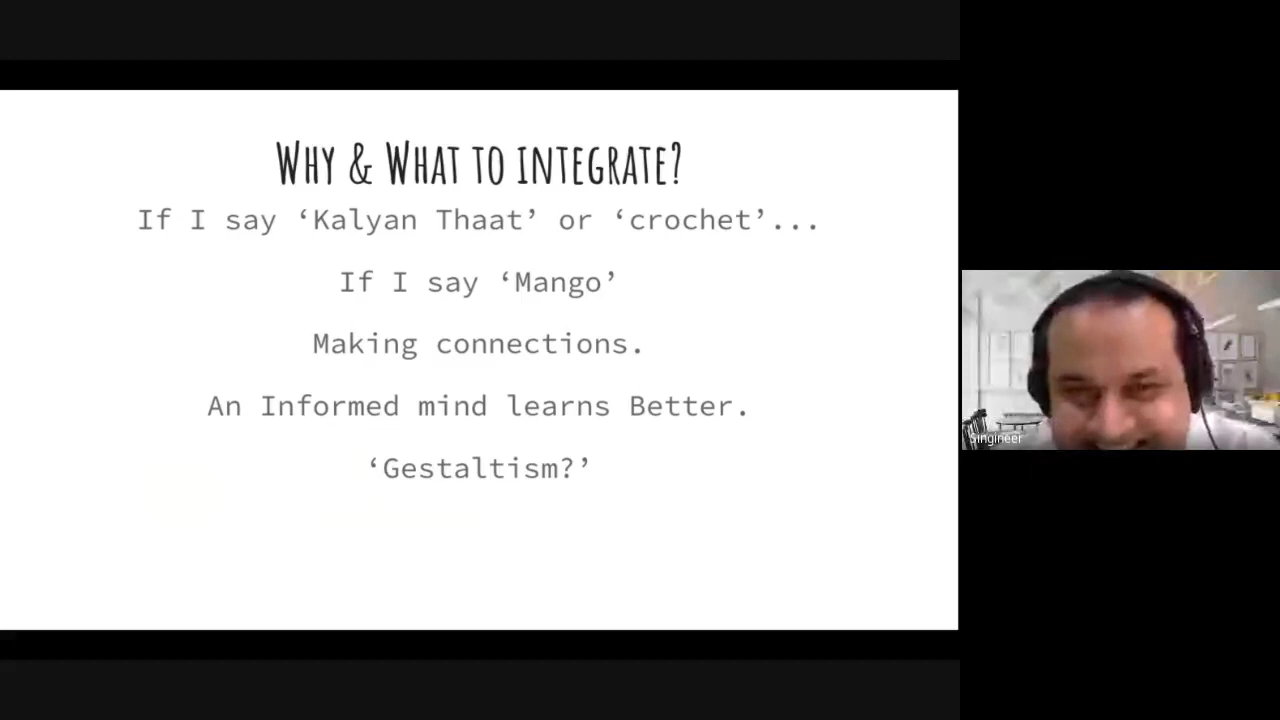 Why & What to integrate?
If I say ‘Kalyan Thaat’ or ‘crochet’...
If I say ‘Mango’
Making connections.
An Informed mind learns Better.
‘Gestaltism?’
Singineer